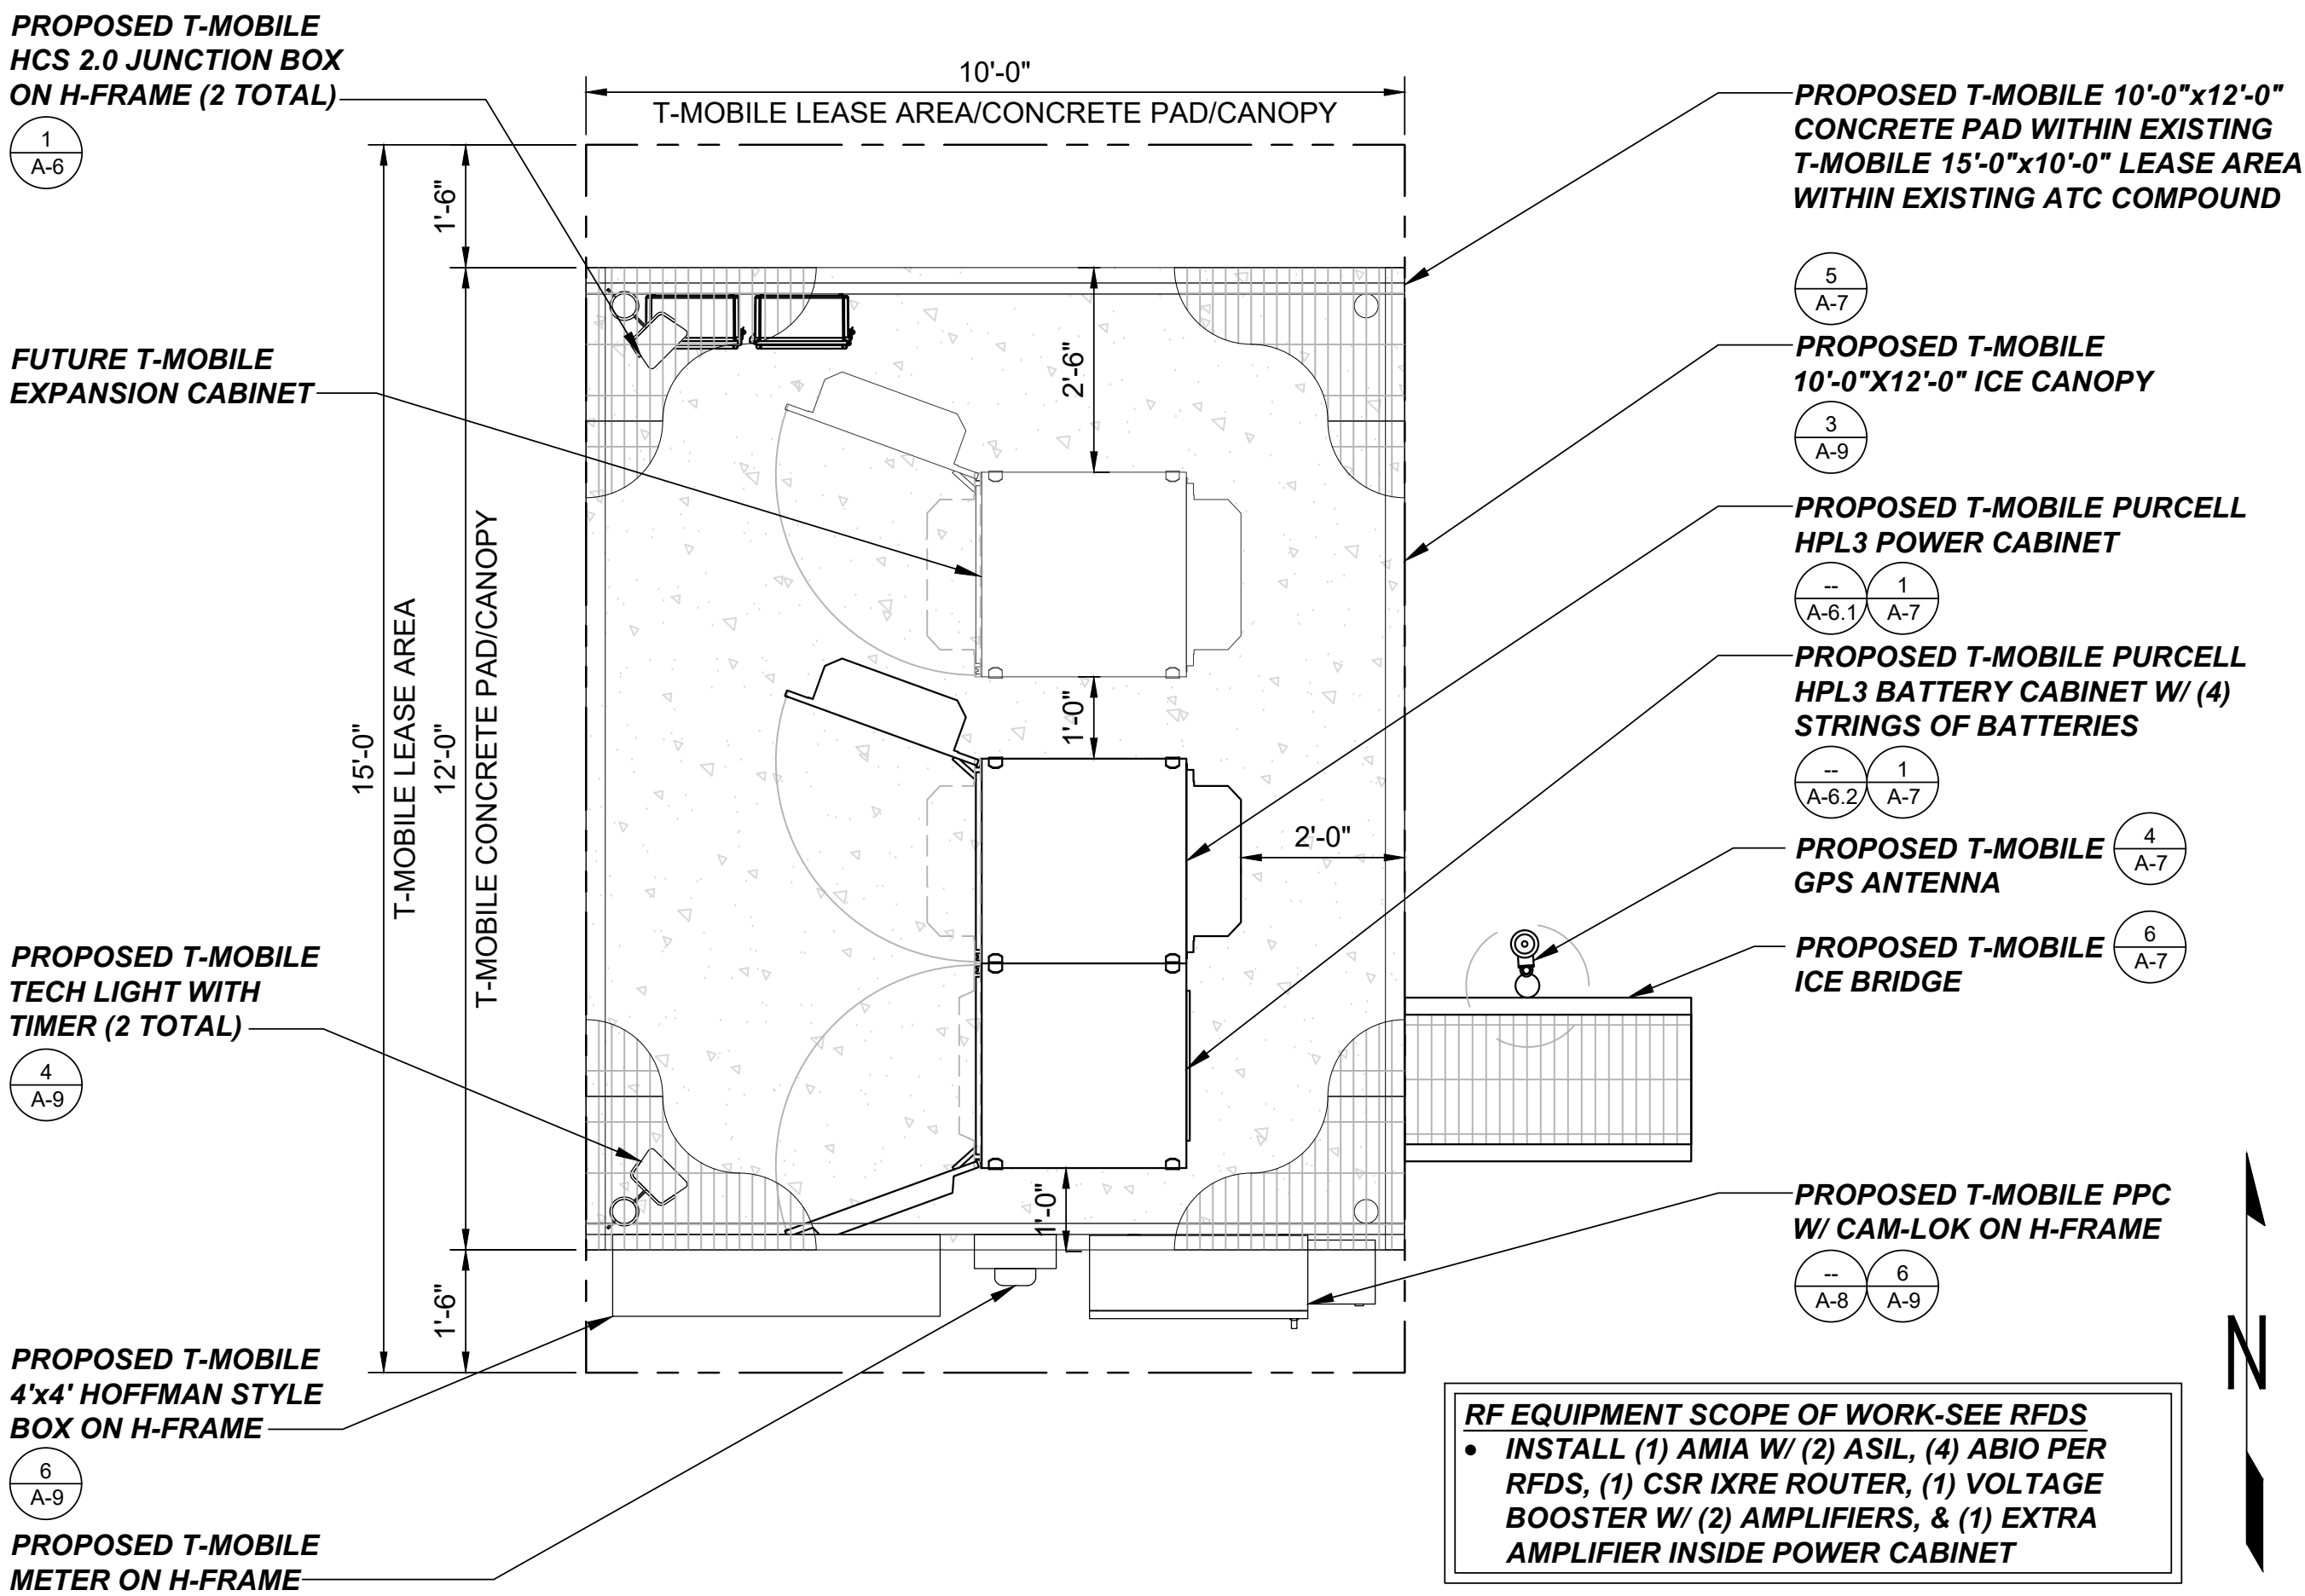 PROPOSED T-MOBILE
HCS 2.0 JUNCTION BOX
ON H-FRAME (2 TOTAL)
1
A-6
FUTURE T-MOBILE
EXPANSION CABINET
PROPOSED T-MOBILE
TECH LIGHT WITH
TIMER (2 TOTAL)
4
A-9
PROPOSED T-MOBILE
4'x4' HOFFMAN STYLE
BOX ON H-FRAME
6
A-9
PROPOSED T-MOBILE
METER ON H-FRAME
15'-0"
T-MOBILE LEASE AREA
1'-6"
12'-0"
T-MOBILE CONCRETE PAD/CANOPY
1'-6"
10'-0"
T-MOBILE LEASE AREA/CONCRETE PAD/CANOPY
2'-6"
1'-0"
2'-0"
1'-0"
PROPOSED T-MOBILE 10'-0"x12'-0"
CONCRETE PAD WITHIN EXISTING
T-MOBILE 15'-0"x10'-0" LEASE AREA
WITHIN EXISTING ATC COMPOUND
5
A-7
PROPOSED T-MOBILE
10'-0"X12'-0" ICE CANOPY
3
A-9
PROPOSED T-MOBILE PURCELL
HPL3 POWER CABINET
-- 1
A-6.1 A-7
PROPOSED T-MOBILE PURCELL
HPL3 BATTERY CABINET W/ (4)
STRINGS OF BATTERIES
-- 1
A-6.2 A-7
PROPOSED T-MOBILE
GPS ANTENNA
4
A-7
PROPOSED T-MOBILE
ICE BRIDGE
6
A-7
PROPOSED T-MOBILE PPC
W/ CAM-LOK ON H-FRAME
-- 6
A-8 A-9
N
RF EQUIPMENT SCOPE OF WORK-SEE RFDS
• INSTALL (1) AMIA W/ (2) ASIL, (4) ABIO PER
RFDS, (1) CSR IXRE ROUTER, (1) VOLTAGE
BOOSTER W/ (2) AMPLIFIERS, & (1) EXTRA
AMPLIFIER INSIDE POWER CABINET